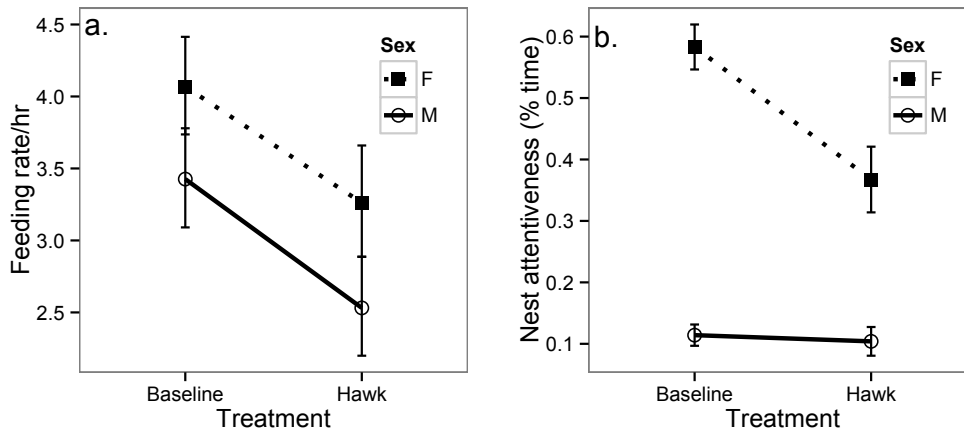 a.
Feeding rate/hr
4.5
4.0
3.5
3.0
2.5
Sex
F
M
Baseline
Hawk
Treatment
b.
Nest attentiveness (% time)
0.6
0.5
0.4
0.3
0.2
0.1
Sex
F
M
Baseline
Hawk
Treatment